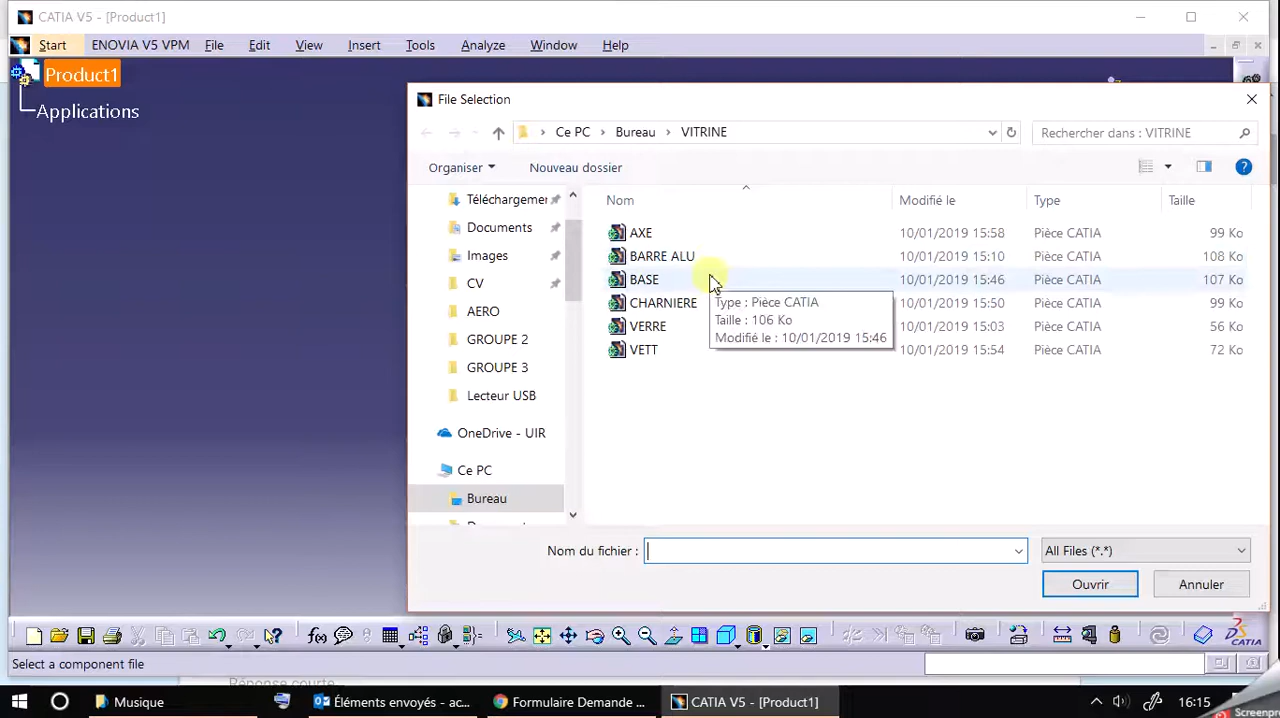 CATIA V5 - [Product1]
Start ENOVIA V5 VPM File Edit View Insert Tools Analyze Window Help
Product1
Applications
File Selection
Ce PC Bureau VITRINE
Rechercher dans : VITRINE
Organiser Nouveau dossier
Téléchargemer
Documents
Images
CV
AERO
GROUPE 2
GROUPE 3
Lecteur USB
OneDrive - UIR
Ce PC
Bureau
Nom Modifié le Type Taille
AXE 10/01/2019 15:58 Pièce CATIA 99 Ko
BARRE ALU 10/01/2019 15:10 Pièce CATIA 108 Ko
BASE 10/01/2019 15:46 Pièce CATIA 107 Ko
CHARNIERE 10/01/2019 15:50 Pièce CATIA 99 Ko
VERRE 10/01/2019 15:03 Pièce CATIA 56 Ko
VETT 10/01/2019 15:54 Pièce CATIA 72 Ko
Type : Pièce CATIA
Taille : 106 Ko
Modifié le : 10/01/2019 15:46
Nom du fichier : All Files (*.*)
Ouvrir Annuler
f(x)
CATIA
Select a component file
Réponse courte
Musique
Éléments envoyés - ac...
Formulaire Demande ...
CATIA V5 - [Product1]
16:15
Screenpr